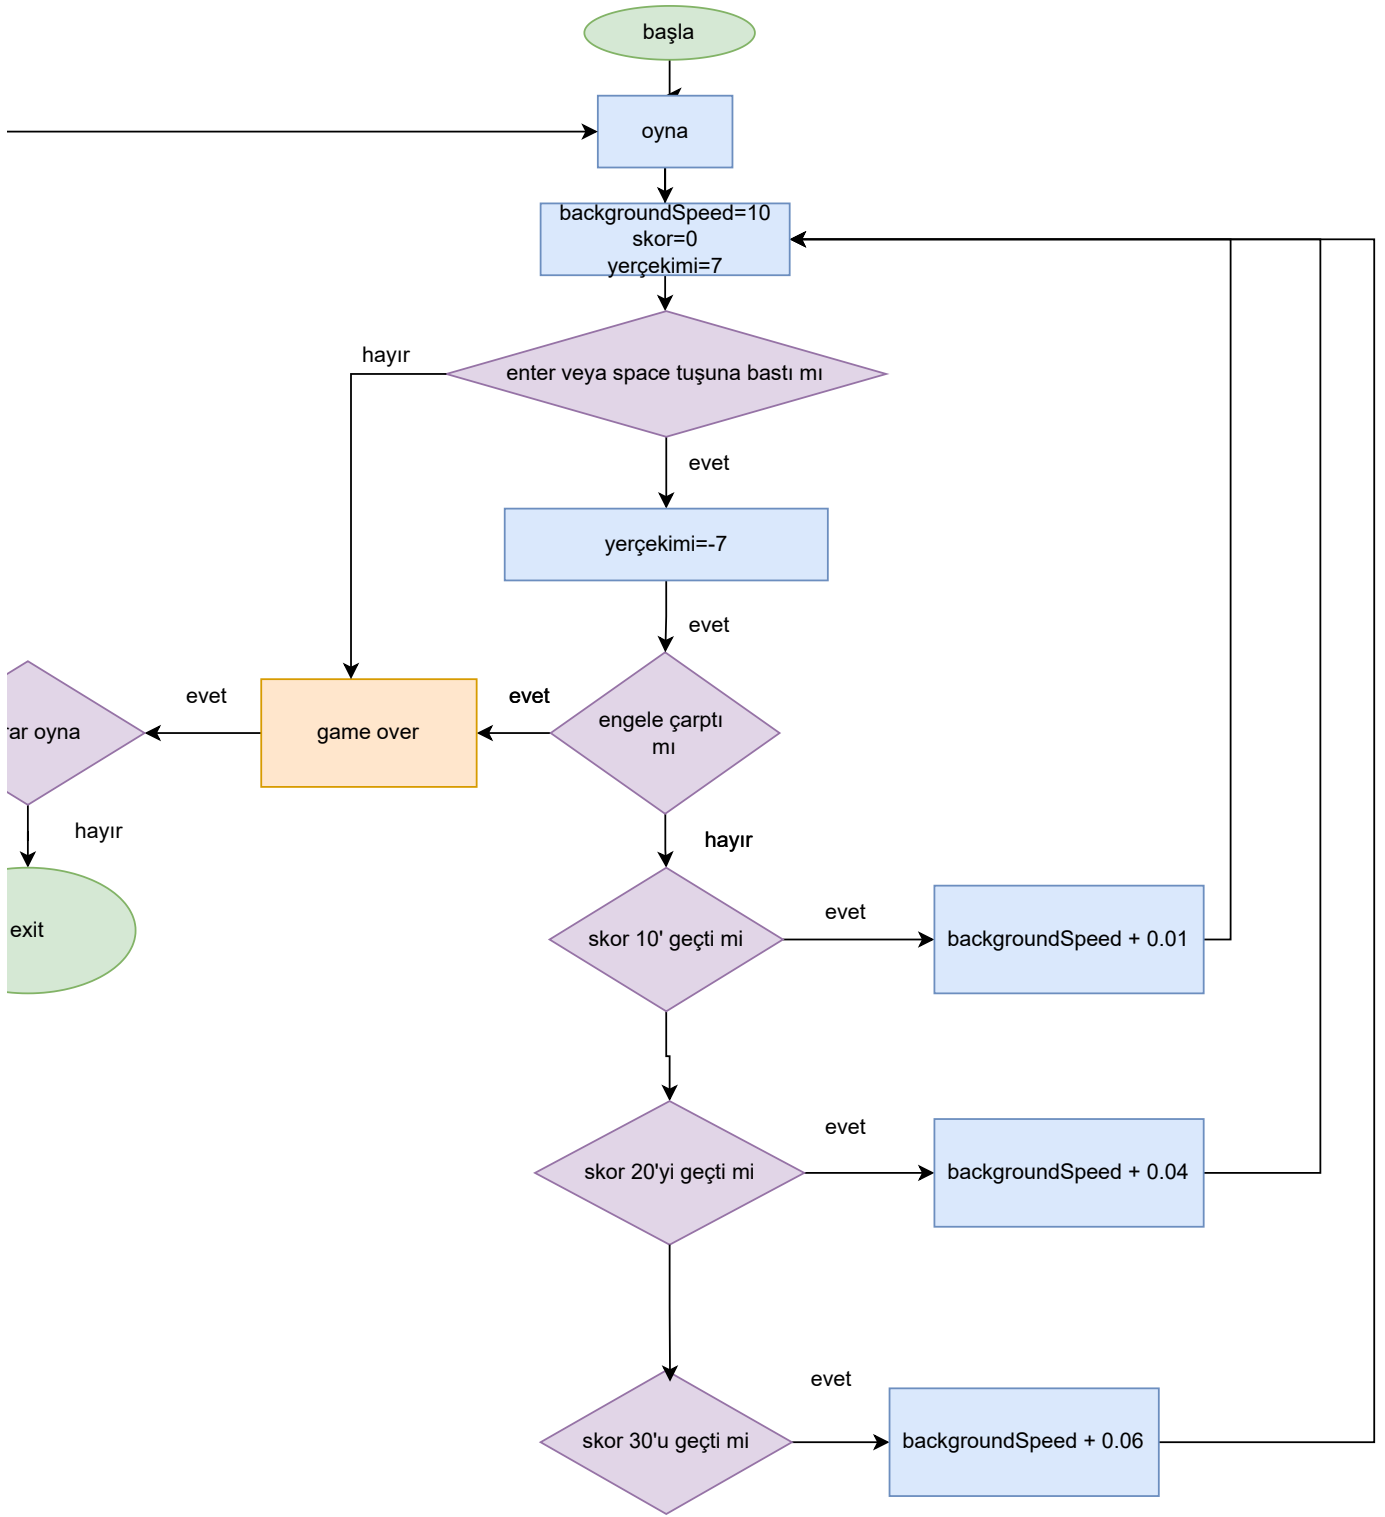 başla
oyna
backgroundSpeed=10
skor=0
yerçekimi=7
hayır
enter veya space tuşuna bastı mı
evet
yerçekimi=-7
evet
evet
evet
engele çarptı
mı
oyna
game over
hayır
hayır
exit
evet
skor 10' geçti mi
backgroundSpeed + 0.01
evet
skor 20'yi geçti mi
backgroundSpeed + 0.04
evet
skor 30'u geçti mi
backgroundSpeed + 0.06